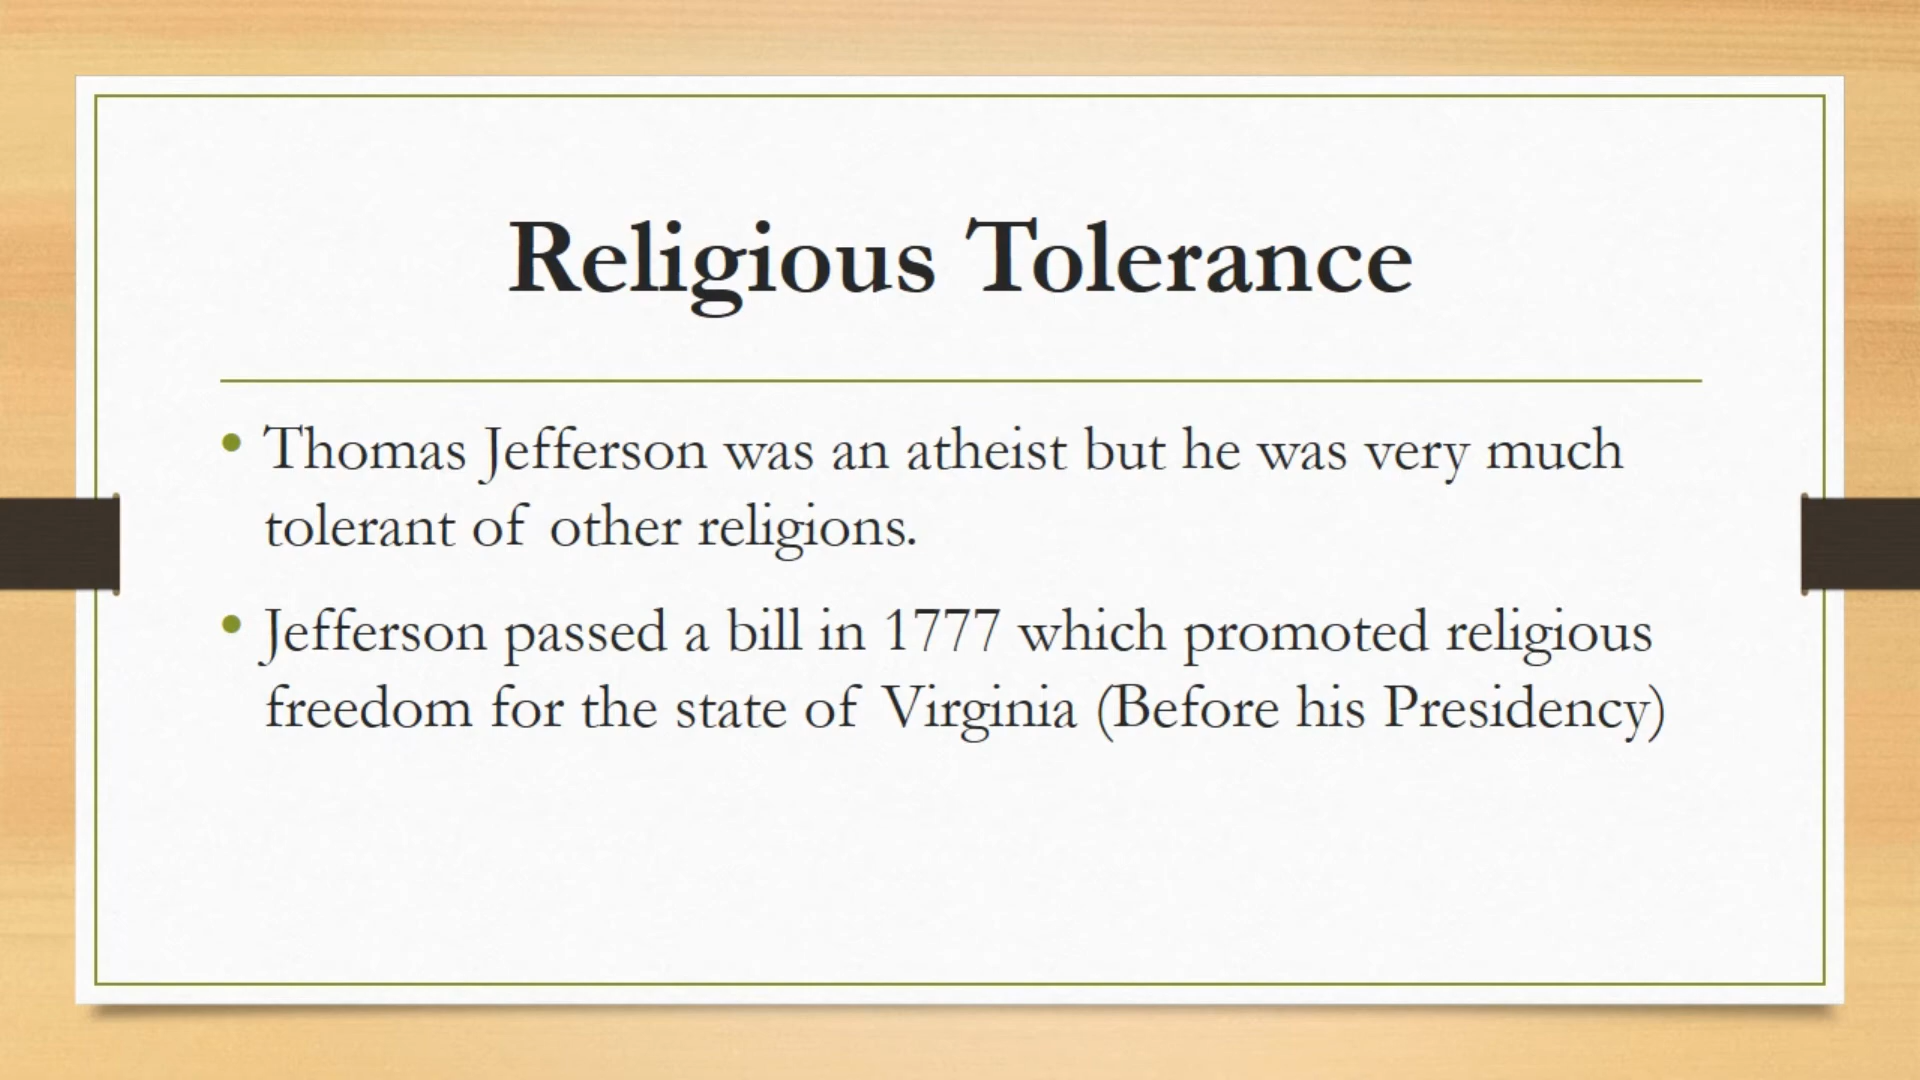 Religious Tolerance
• Thomas Jefferson was an atheist but he was very much
tolerant of other religions.
• Jefferson passed a bill in 1777 which promoted religious
freedom for the state of Virginia (Before his Presidency)